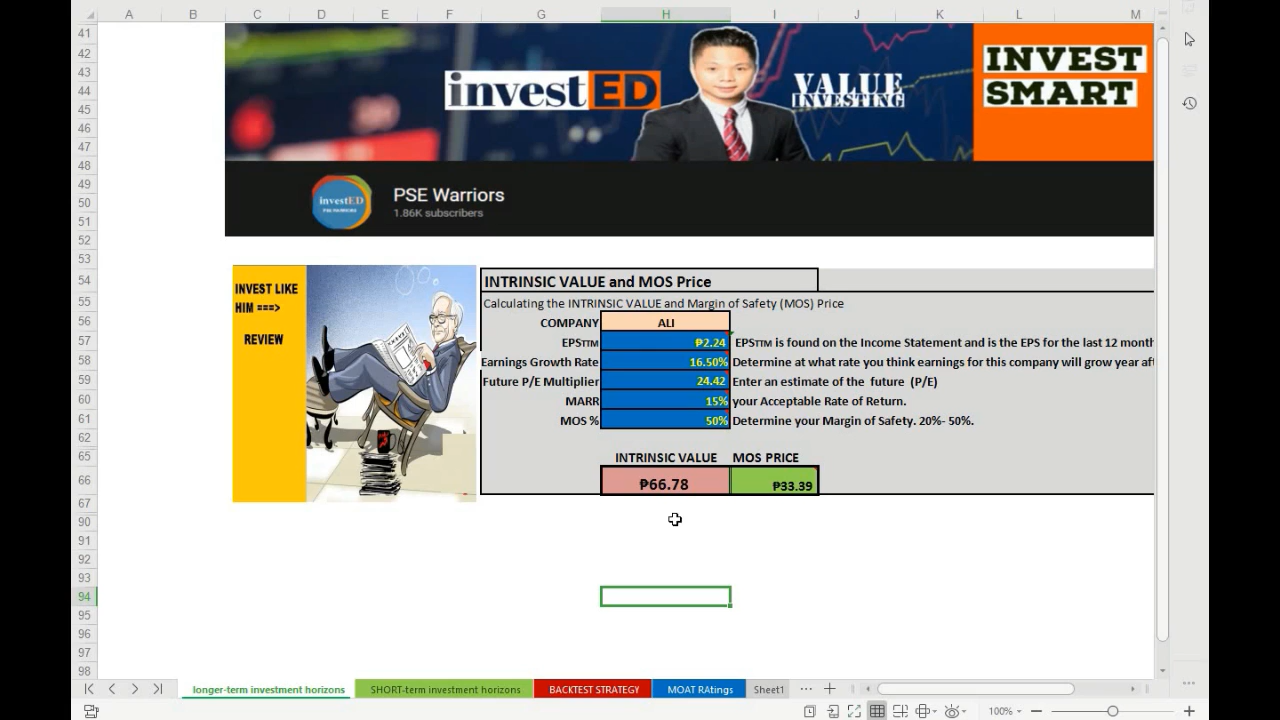 A B C D E F G H I J K L M
41
42
43
44
45
46
47
48
49
50
51
52
53
54
55
56
57
58
59
60
61
62
65
66
67
90
91
92
93
94
95
96
97
98
investED
VALUE
INVESTING
INVEST
SMART
investED
PSE WARRIORS
PSE Warriors
1.86K subscribers
INVEST LIKE
HIM ===>
REVIEW
INTRINSIC VALUE and MOS Price
Calculating the INTRINSIC VALUE and Margin of Safety (MOS) Price
COMPANY ALI
EPSTTM ₱2.24 EPSTTM is found on the Income Statement and is the EPS for the last 12 month
Earnings Growth Rate 16.50% Determine at what rate you think earnings for this company will grow year aft
Future P/E Multiplier 24.42 Enter an estimate of the future (P/E)
MARR 15% your Acceptable Rate of Return.
MOS % 50% Determine your Margin of Safety. 20%- 50%.
INTRINSIC VALUE MOS PRICE
₱66.78 ₱33.39
longer-term investment horizons SHORT-term investment horizons BACKTEST STRATEGY MOAT RAtings Sheet1 ...
100%